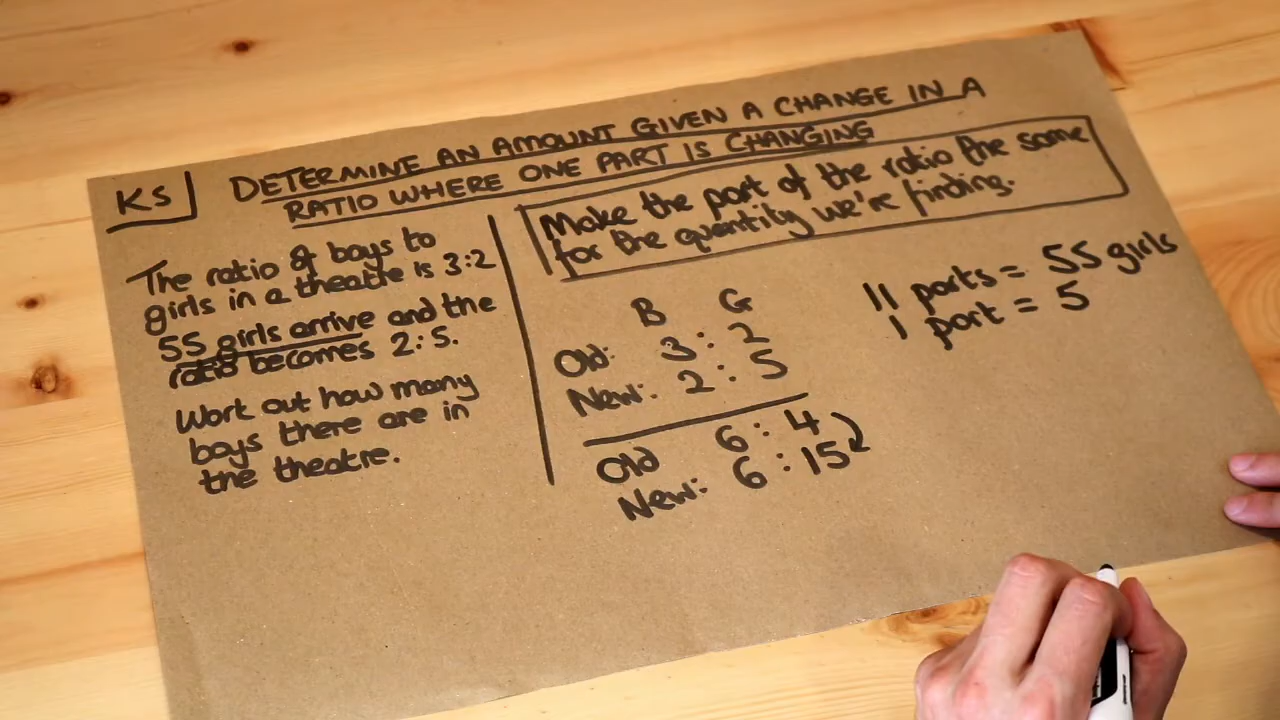 KS
DETERMINE AN AMOUNT GIVEN A CHANGE IN A
RATIO WHERE ONE PART IS CHANGING
The ratio of boys to
girls in a theatre is 3:2
55 girls arrive and the
ratio becomes 2:5.
Work out how many
boys there are in
the theatre.
Make the part of the ratio the same
for the quantity we're finding.
B G
Old: 3 : 2
New: 2 : 5
Old 6 : 4
New: 6 : 15
11 parts = 55 girls
1 part = 5